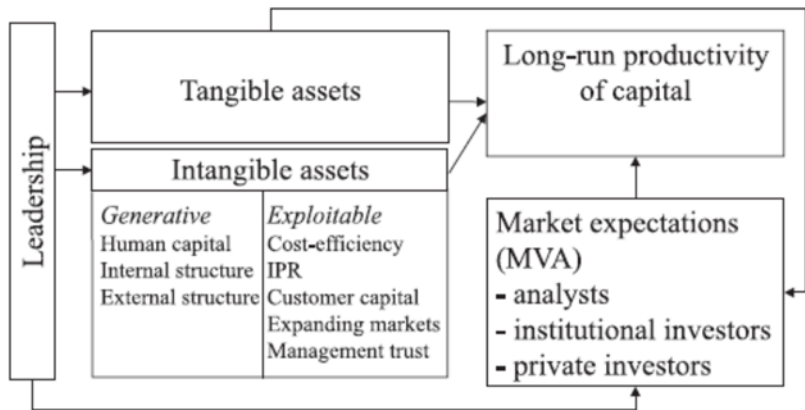 Leadership
Tangible assets
Intangible assets
Generative
Human capital
Internal structure
External structure
Exploitable
Cost-efficiency
IPR
Customer capital
Expanding markets
Management trust
Long-run productivity
of capital
Market expectations
(MVA)
- analysts
- institutional investors
- private investors